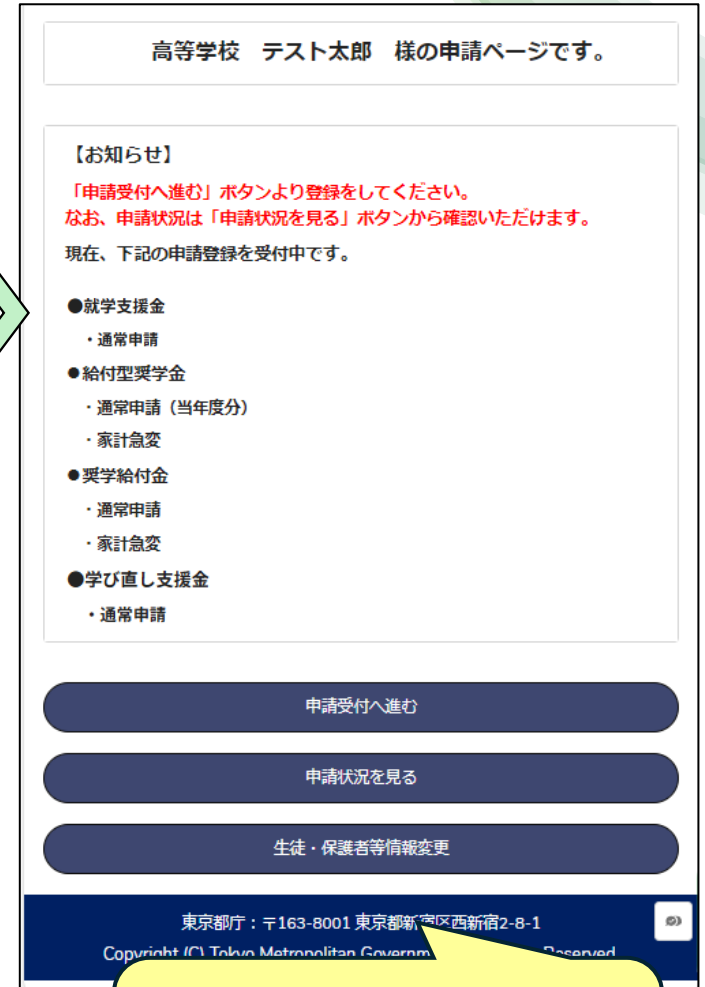 高等学校　テスト太郎　様の申請ページです。
【お知らせ】
「申請受付へ進む」ボタンより登録をしてください。
なお、申請状況は「申請状況を見る」ボタンから確認いただけます。
現在、下記の申請登録を受付中です。
●就学支援金
・通常申請
●給付型奨学金
・通常申請（当年度分）
・家計急変
●奨学給付金
・通常申請
・家計急変
●学び直し支援金
・通常申請
申請受付へ進む
申請状況を見る
生徒・保護者等情報変更
東京都庁：〒163-8001 東京都新宿区西新宿2-8-1
Copyright (C) Tokyo Metropolitan Reserved